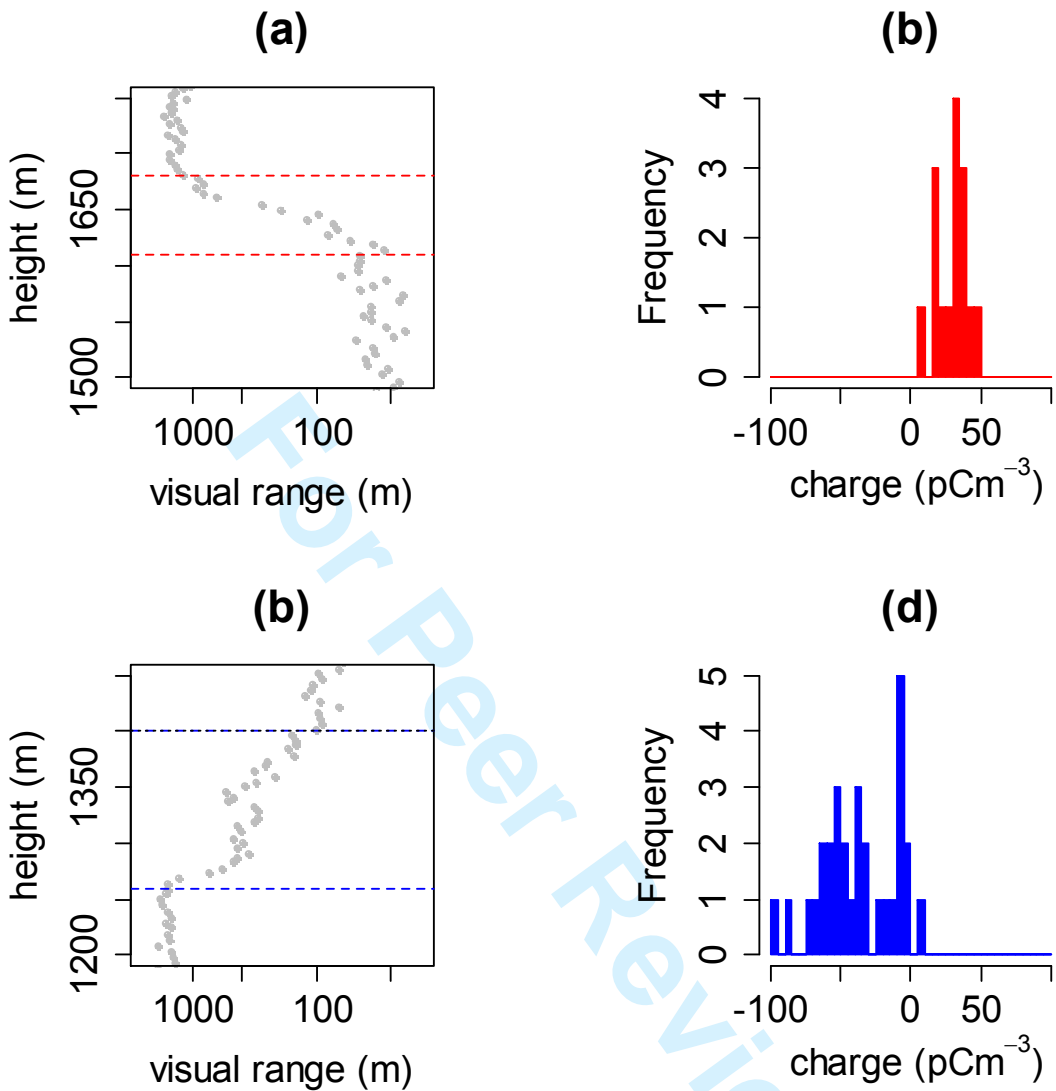 (a)
height (m)
1650
1500
1000 100
visual range (m)
(b)
Frequency
4
3
2
1
0
-100 0 50
charge (pCm⁻³)
(b)
height (m)
1350
1200
1000 100
visual range (m)
(d)
Frequency
5
4
3
2
1
0
-100 0 50
charge (pCm⁻³)
For Peer Review